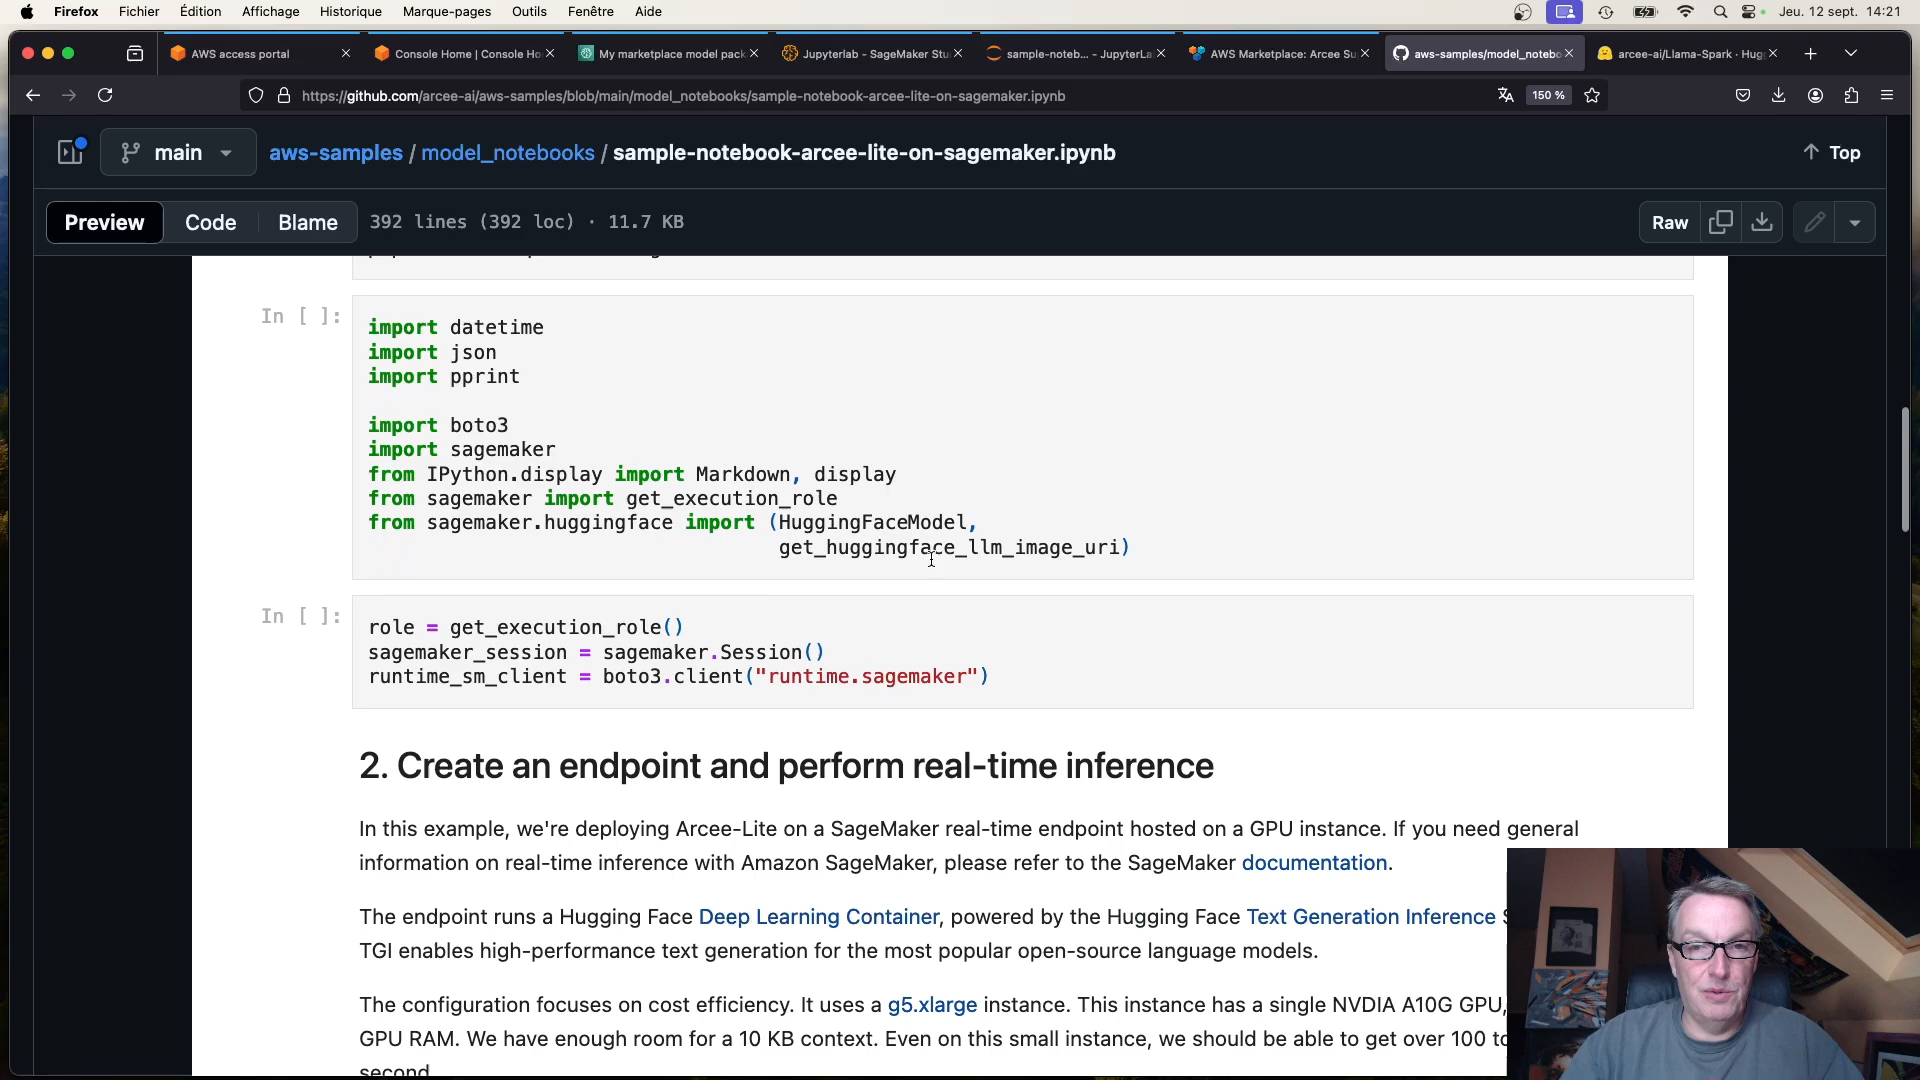 Firefox Fichier Édition Affichage Historique Marque-pages Outils Fenêtre Aide Jeu. 12 sept. 14:21
AWS access portal Console Home | Console Ho My marketplace model pack Jupyterlab - SageMaker Stu sample-noteb... - JupyterLa AWS Marketplace: Arcee Su aws-samples/model_notebo arcee-ai/Llama-Spark · Hug
https://github.com/arcee-ai/aws-samples/blob/main/model_notebooks/sample-notebook-arcee-lite-on-sagemaker.ipynb 150 %
main aws-samples / model_notebooks / sample-notebook-arcee-lite-on-sagemaker.ipynb Top
Preview Code Blame 392 lines (392 loc) · 11.7 KB Raw
In [ ]:
import datetime
import json
import pprint
import boto3
import sagemaker
from IPython.display import Markdown, display
from sagemaker import get_execution_role
from sagemaker.huggingface import (HuggingFaceModel,
get_huggingface_llm_image_uri)
In [ ]:
role = get_execution_role()
sagemaker_session = sagemaker.Session()
runtime_sm_client = boto3.client("runtime.sagemaker")
2. Create an endpoint and perform real-time inference
In this example, we're deploying Arcee-Lite on a SageMaker real-time endpoint hosted on a GPU instance. If you need general
information on real-time inference with Amazon SageMaker, please refer to the SageMaker documentation.
The endpoint runs a Hugging Face Deep Learning Container, powered by the Hugging Face Text Generation Inference
TGI enables high-performance text generation for the most popular open-source language models.
The configuration focuses on cost efficiency. It uses a g5.xlarge instance. This instance has a single NVDIA A10G GPU,
GPU RAM. We have enough room for a 10 KB context. Even on this small instance, we should be able to get over 100
second